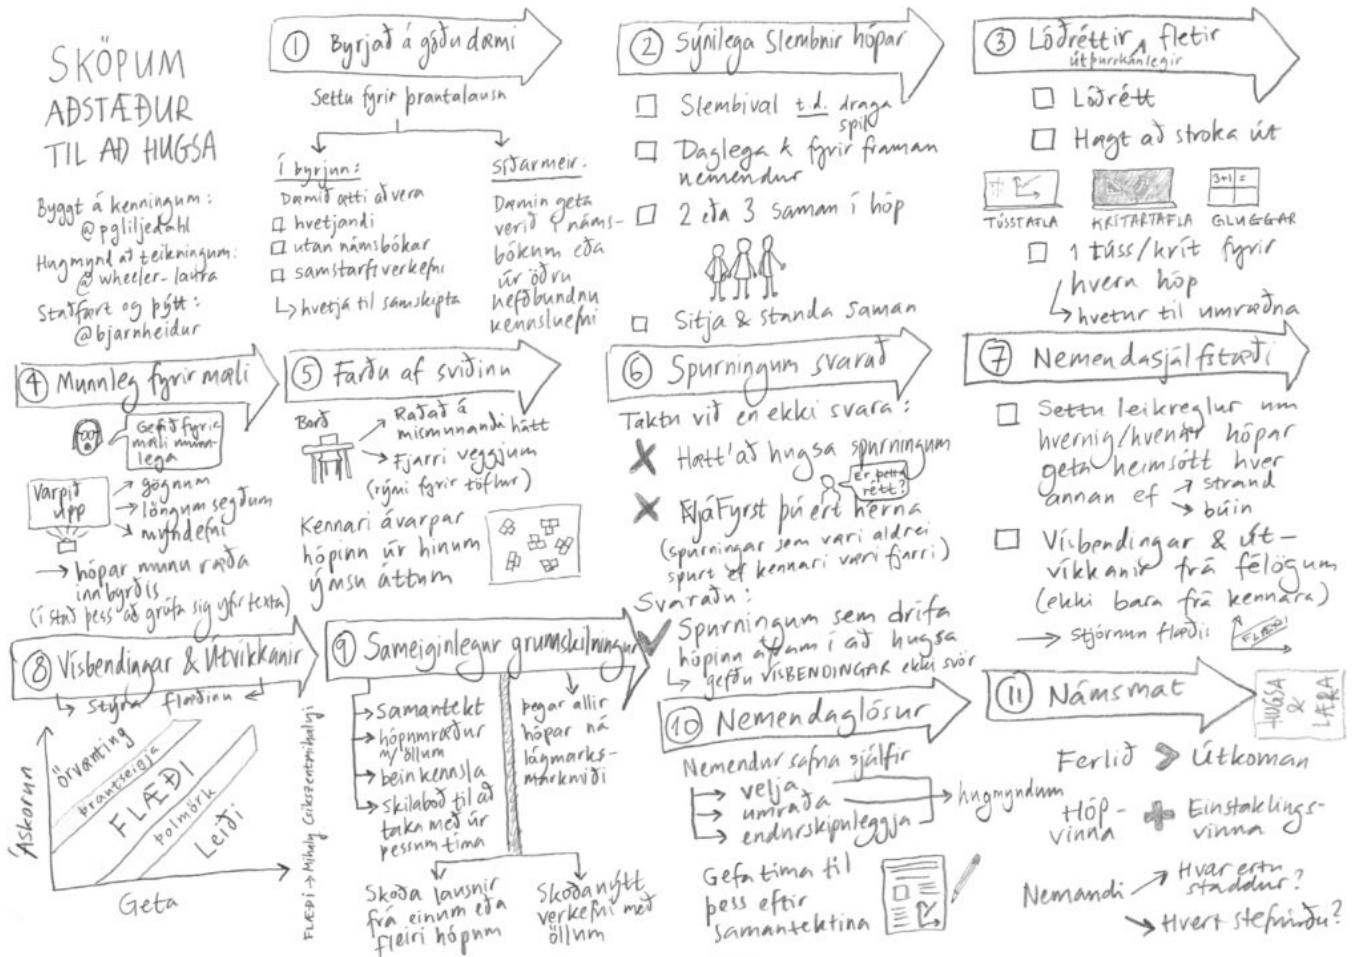 SKÖPUM
AÐSTÆÐUR
TIL AÐ HUGSA
Byggt á kenningum:
@pgliljedahl
Hugmynd að teikningum:
@wheeler-laura
Staðfært og þýtt:
@bjarnheidur
① Byrjað á góðu dæmi
Settu fyrir þrautalausn
Í byrjun:
Dæmið ætti að vera
hvetjandi
utan námsbókar
samstarfsverkefni
hvetja til samskipta
síðarmeir:
Dæmin geta
verið í náms-
bókum eða
úr öðru
hefðbundnu
kennsluefni
② Sýnilega Slembnir hópar
Slembival t.d. draga
spil
Daglega & fyrir framan
nemendur
2 eða 3 saman í hóp
Sitja & standa saman
③ Lóðréttir fletir
útþurrkanlegir
Lóðrétt
Hægt að stroka út
TÚSSTAFLA
KRÍTARTAFLA
GLUGGAR
3+1 =
1 túss/krít fyrir
hvern hóp
hvetur til umræðna
④ Munnleg fyrirmæli
Gefið fyrir-
mæli munn-
lega
Varpið
upp
gögnum
löngum segðum
myndefni
hópar munu ræða
innbyrðis
(í stað þess að grúfa sig yfir texta)
⑤ Farðu af sviðinu
Borð
Raðað á
mismunandi hátt
Fjarri veggjum
(rými fyrir töflur)
Kennari ávarpar
hópinn úr hinum
ýmsu áttum
⑥ Spurningum svarað
Taktu við en ekki svara:
Hætt'að hugsa spurningum
Er þetta
rétt?
Fyrst þú ert hérna
(spurningar sem væri aldrei
spurt ef kennari væri fjarri)
Svaraðu:
Spurningum sem drífa
hópinn áfram í að hugsa
gefðu VÍSBENDINGAR ekki svör
⑦ Nemendasjálfstæði
Settu leikreglur um
hvernig/hvenær hópar
geta heimsótt hver
annan ef
strand
búin
Vísbendingar & Út-
víkkanir frá félögum
(ekki bara frá kennara)
Stjórnun flæðis
FLÆÐI
⑧ Vísbendingar & Útvíkkanir
Stýra flæðinu
Áskorun
Örvænting
þrautseigja
FLÆÐI
þolmörk
Leiði
Geta
FLÆÐI → Mihaly Csikszentmihalyi
⑨ Sameiginlegur grunnskilningur
Samantekt
hópumræður
m/ öllum
bein kennsla
skilaboð til að
taka með úr
þessum tíma
þegar allir
hópar ná
lágmarks-
markmiði
Skoða lausnir
frá einum eða
fleiri hópum
Skoða nýtt
verkefni með
öllum
⑩ Nemendaglósur
Nemendur safna sjálfir
velja
umræða
endurskipuleggja
hugmyndum
Gefa tíma til
þess eftir
samantektina
⑪ Námsmat
HUGSA
&
LÆRA
Ferlið > Útkoman
Hóp-
vinna
+
Einstaklings-
vinna
Nemandi
Hvar ertu
staddur?
Hvert stefnirðu?